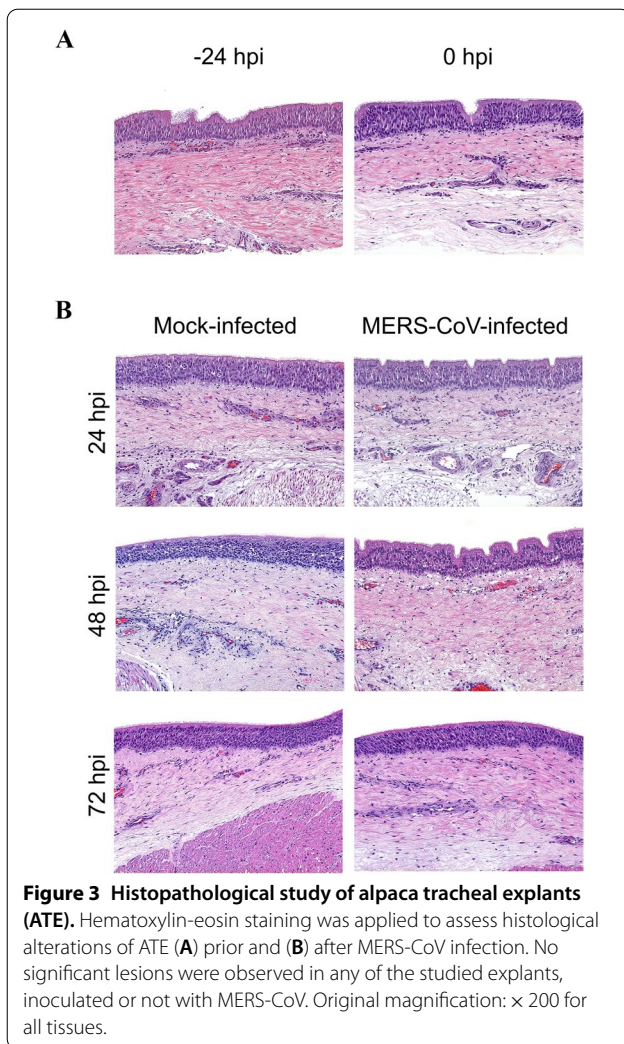 A
-24 hpi
0 hpi
B
Mock-infected
MERS-CoV-infected
24 hpi
48 hpi
72 hpi
Figure 3 Histopathological study of alpaca tracheal explants
(ATE). Hematoxylin-eosin staining was applied to assess histological
alterations of ATE (A) prior and (B) after MERS-CoV infection. No
significant lesions were observed in any of the studied explants,
inoculated or not with MERS-CoV. Original magnification: × 200 for
all tissues.